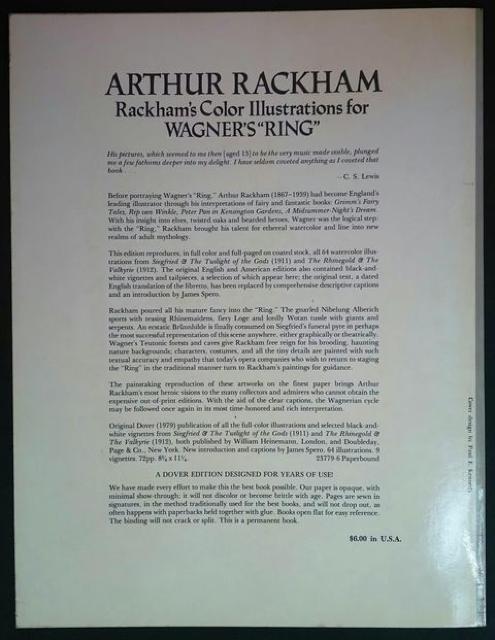 ARTHUR RACKHAM
Rackham's Color Illustrations for
WAGNER'S "RING"
His pictures, which seemed to me then [aged 13] to be the very music made visible, plunged
me a few fathoms deeper into my delight. I have seldom coveted anything as I coveted that
book . . .
—C. S. Lewis
Before portraying Wagner's "Ring," Arthur Rackham (1867–1939) had become England's
leading illustrator through his interpretations of fairy and fantastic books: Grimm's Fairy
Tales, Rip van Winkle, Peter Pan in Kensington Gardens, A Midsummer-Night's Dream.
With his insight into elves, twisted oaks and bearded heroes, Wagner was the logical step:
with the "Ring," Rackham brought his talent for ethereal watercolor and line into new
realms of adult mythology.
This edition reproduces, in full color and full-paged on coated stock, all 64 watercolor illus-
trations from Siegfried & The Twilight of the Gods (1911) and The Rhinegold & The
Valkyrie (1912). The original English and American editions also contained black-and-
white vignettes and tailpieces, a selection of which appear here; the original text, a dated
English translation of the libretto, has been replaced by comprehensive descriptive captions
and an introduction by James Spero.
Rackham poured all his mature fancy into the "Ring." The gnarled Nibelung Alberich
sports with teasing Rhinemaidens, fiery Loge and lordly Wotan tussle with giants and
serpents. An ecstatic Brünnhilde is finally consumed on Siegfried's funeral pyre in perhaps
the most successful representation of this scene anywhere, either graphically or theatrically.
Wagner's Teutonic forests and caves give Rackham free reign for his brooding, haunting
nature backgrounds; characters, costumes, and all the tiny details are painted with such
textual accuracy and empathy that today's opera companies who wish to return to staging
the "Ring" in the traditional manner turn to Rackham's paintings for guidance.
The painstaking reproduction of these artworks on the finest paper brings Arthur
Rackham's most heroic visions to the many collectors and admirers who cannot obtain the
expensive out-of-print editions. With the aid of the clear captions, the Wagnerian cycle
may be followed once again in its most time-honored and rich interpretation.
Original Dover (1979) publication of all the full-color illustrations and selected black-and-
white vignettes from Siegfried & The Twilight of the Gods (1911) and The Rhinegold & The
Valkyrie (1912), both published by William Heinemann, London, and Doubleday,
Page & Co., New York. New introduction and captions by James Spero. 64 illustrations. 9
vignettes. 72pp. 8⅜ x 11¼. 23779-6 Paperbound
A DOVER EDITION DESIGNED FOR YEARS OF USE!
We have made every effort to make this the best book possible. Our paper is opaque, with
minimal show-through; it will not discolor or become brittle with age. Pages are sewn in
signatures, in the method traditionally used for the best books, and will not drop out, as
often happens with paperbacks held together with glue. Books open flat for easy reference.
The binding will not crack or split. This is a permanent book.
$6.00 in U.S.A.
Cover design by Paul E. Kennedy